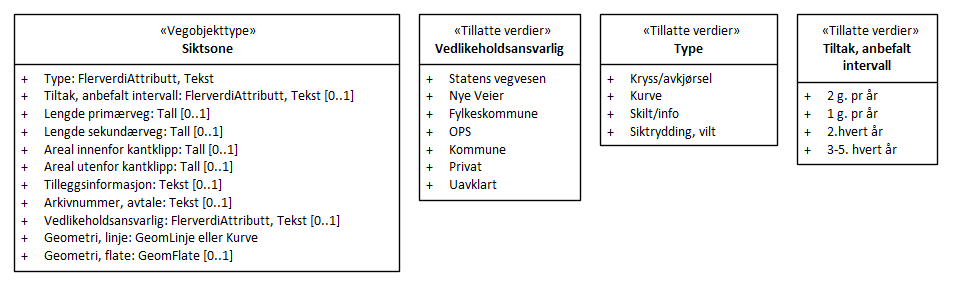 «Vegobjekttype»
Siktsone
+ Type: FlerverdiAttributt, Tekst
+ Tiltak, anbefalt intervall: FlerverdiAttributt, Tekst [0..1]
+ Lengde primærveg: Tall [0..1]
+ Lengde sekundærveg: Tall [0..1]
+ Areal innenfor kantklipp: Tall [0..1]
+ Areal utenfor kantklipp: Tall [0..1]
+ Tilleggsinformasjon: Tekst [0..1]
+ Arkivnummer, avtale: Tekst [0..1]
+ Vedlikeholdsansvarlig: FlerverdiAttributt, Tekst [0..1]
+ Geometri, linje: GeomLinje eller Kurve
+ Geometri, flate: GeomFlate [0..1]
«Tillatte verdier»
Vedlikeholdsansvarlig
+ Statens vegvesen
+ Nye Veier
+ Fylkeskommune
+ OPS
+ Kommune
+ Privat
+ Uavklart
«Tillatte verdier»
Type
+ Kryss/avkjørsel
+ Kurve
+ Skilt/info
+ Siktrydding, vilt
«Tillatte verdier»
Tiltak, anbefalt
intervall
+ 2 g. pr år
+ 1 g. pr år
+ 2.hvert år
+ 3-5. hvert år